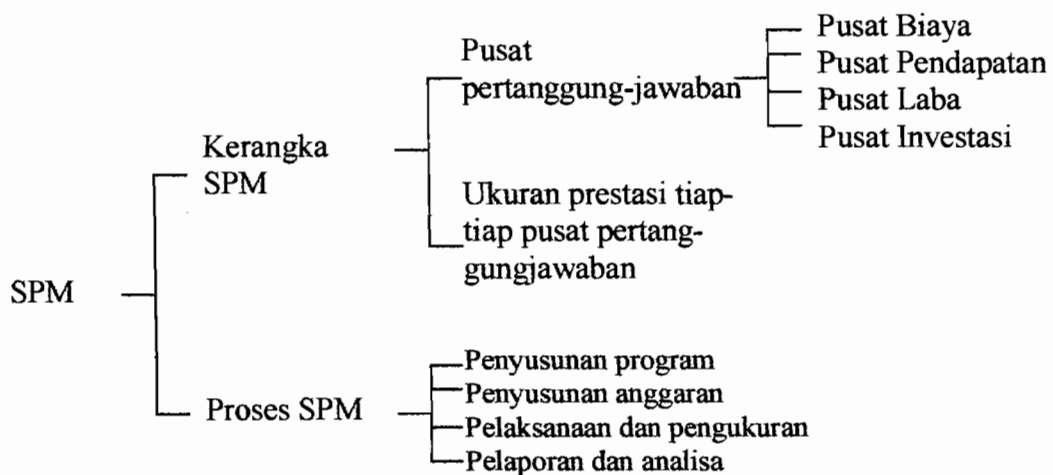 SPM
Kerangka
SPM
Pusat
pertanggung-jawaban
Pusat Biaya
Pusat Pendapatan
Pusat Laba
Pusat Investasi
Ukuran prestasi tiap-
tiap pusat pertang-
gungjawaban
Proses SPM
Penyusunan program
Penyusunan anggaran
Pelaksanaan dan pengukuran
Pelaporan dan analisa